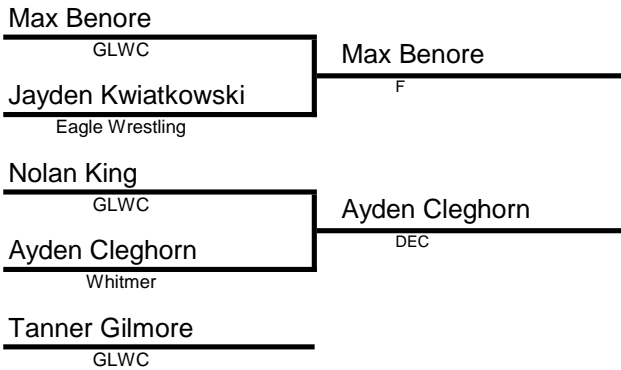 Max Benore
GLWC
Jayden Kwiatkowski
Eagle Wrestling
Max Benore
F
Nolan King
GLWC
Ayden Cleghorn
Whitmer
Ayden Cleghorn
DEC
Tanner Gilmore
GLWC